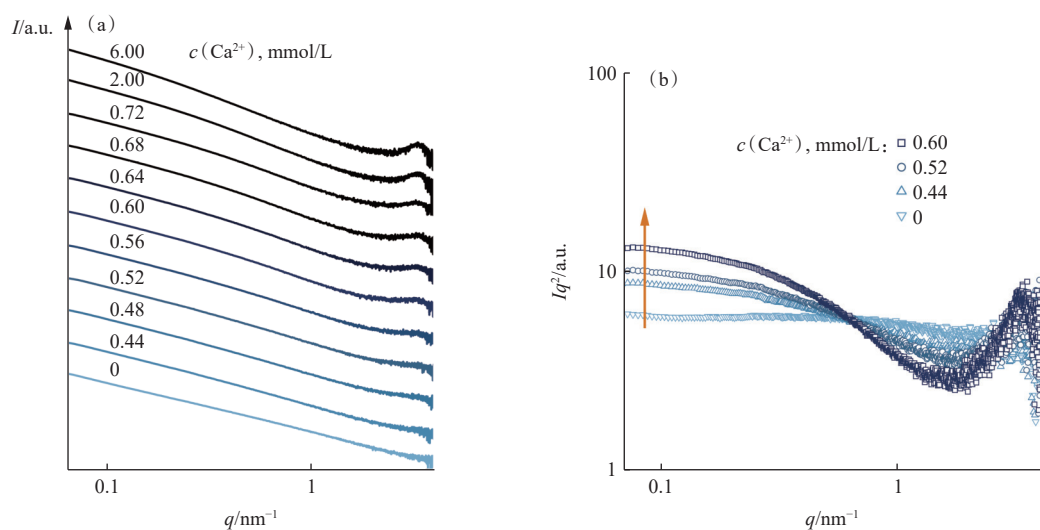 I/a.u.
(a)
c(Ca²⁺), mmol/L
6.00
2.00
0.72
0.68
0.64
0.60
0.56
0.52
0.48
0.44
0
0.1
1
q/nm⁻¹
(b)
100
10
1
Iq²/a.u.
c(Ca²⁺), mmol/L:
0.60
0.52
0.44
0
0.1
1
q/nm⁻¹